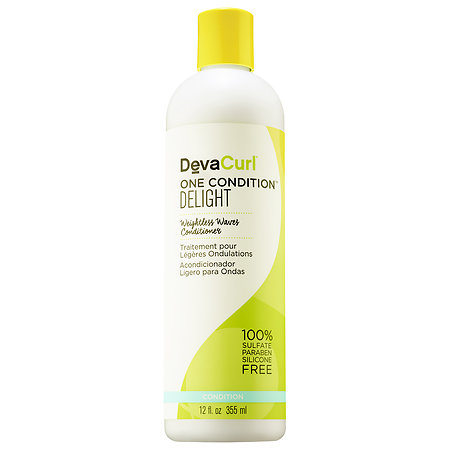 DevaCurl
ONE CONDITION™
DELIGHT
Weightless Waves
Conditioner
Traitement pour
Légères Ondulations
Acondicionador
Ligero para Ondas
100%
SULFATE
PARABEN
SILICONE
FREE
CONDITION
12 fl. oz 355 ml